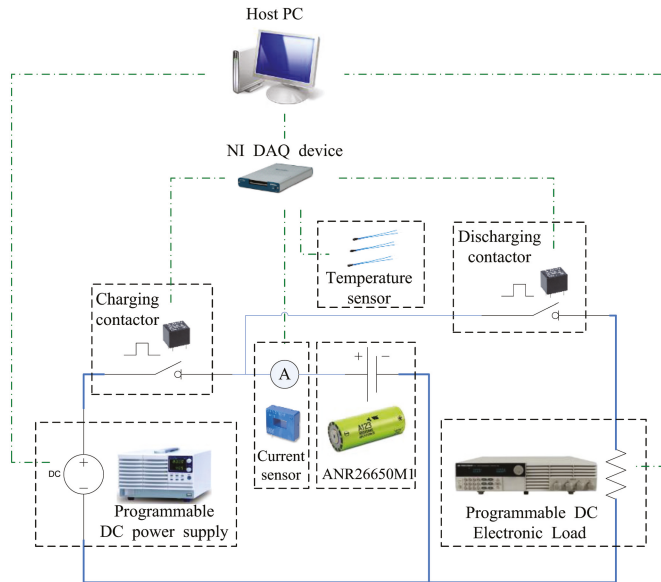 Host PC
NI DAQ device
Discharging
contactor
Temperature
sensor
Charging
contactor
A
+
−
A123
Current
sensor
ANR26650M1
DC
+
−
Programmable
DC power supply
Programmable DC
Electronic Load